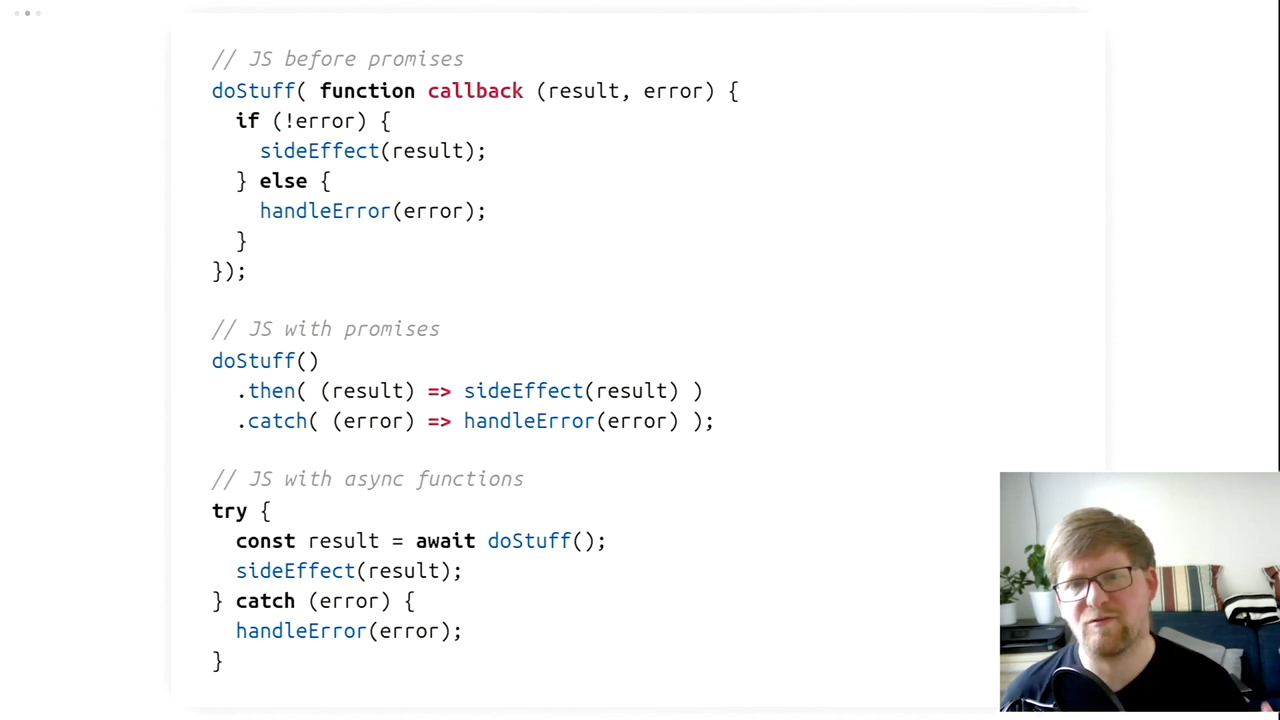 // JS before promises
doStuff( function callback (result, error) {
  if (!error) {
    sideEffect(result);
  } else {
    handleError(error);
  }
});

// JS with promises
doStuff()
  .then( (result) => sideEffect(result) )
  .catch( (error) => handleError(error) );

// JS with async functions
try {
  const result = await doStuff();
  sideEffect(result);
} catch (error) {
  handleError(error);
}